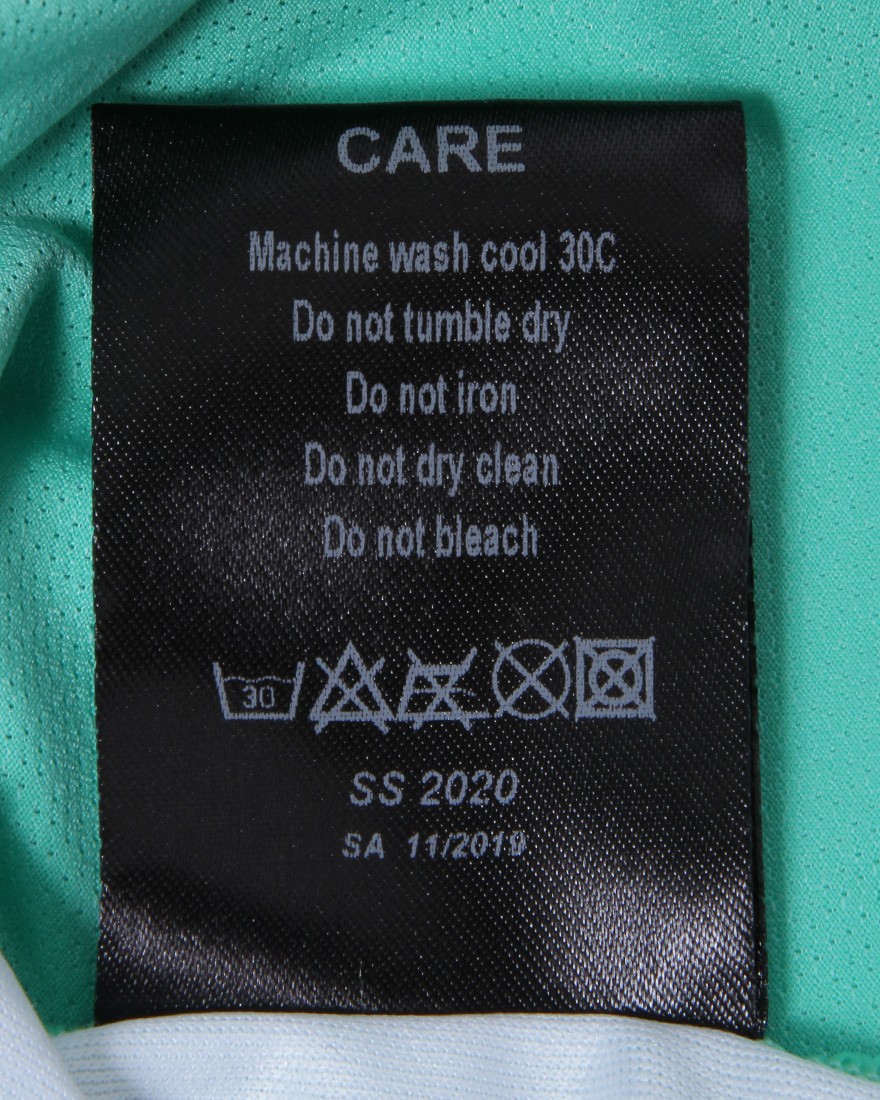 CARE
Machine wash cool 30C
Do not tumble dry
Do not iron
Do not dry clean
Do not bleach
30
SS 2020
SA 11/2019